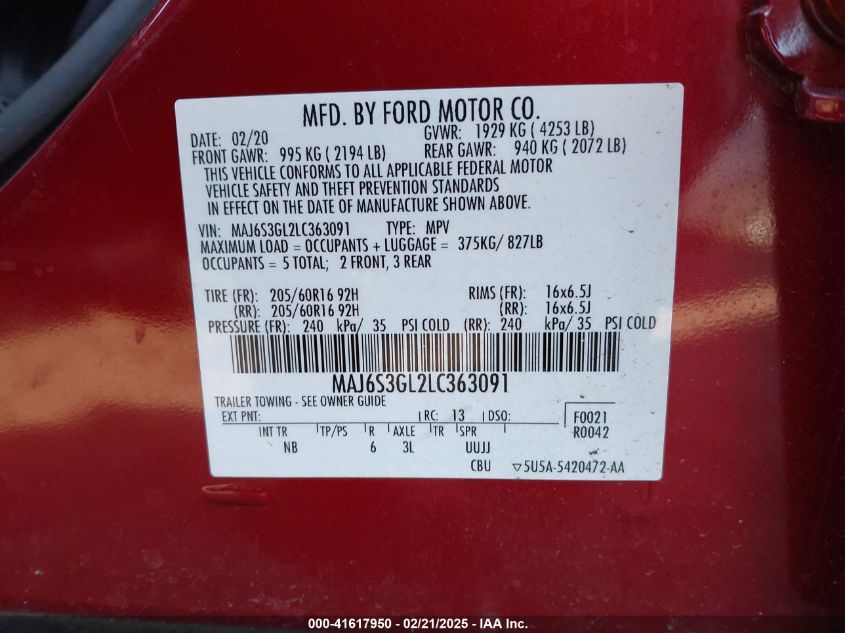 MFD. BY FORD MOTOR CO.
DATE: 02/20 GVWR: 1929 KG ( 4253 LB)
FRONT GAWR: 995 KG ( 2194 LB) REAR GAWR: 940 KG ( 2072 LB)
THIS VEHICLE CONFORMS TO ALL APPLICABLE FEDERAL MOTOR
VEHICLE SAFETY AND THEFT PREVENTION STANDARDS
IN EFFECT ON THE DATE OF MANUFACTURE SHOWN ABOVE.
VIN: MAJ6S3GL2LC363091 TYPE: MPV
MAXIMUM LOAD = OCCUPANTS + LUGGAGE = 375KG/ 827LB
OCCUPANTS = 5 TOTAL; 2 FRONT, 3 REAR
TIRE (FR): 205/60R16 92H RIMS (FR): 16x6.5J
(RR): 205/60R16 92H (RR): 16x6.5J
PRESSURE (FR): 240 kPa/ 35 PSI COLD (RR): 240 kPa/ 35 PSI COLD
MAJ6S3GL2LC363091
TRAILER TOWING - SEE OWNER GUIDE
EXT PNT: RC: 13 DSO: F0021
R0042
INT TR TP/PS R AXLE TR SPR
NB 6 3L UUJJ
CBU ▽5U5A-5420472-AA
000-41617950 - 02/21/2025 - IAA Inc.